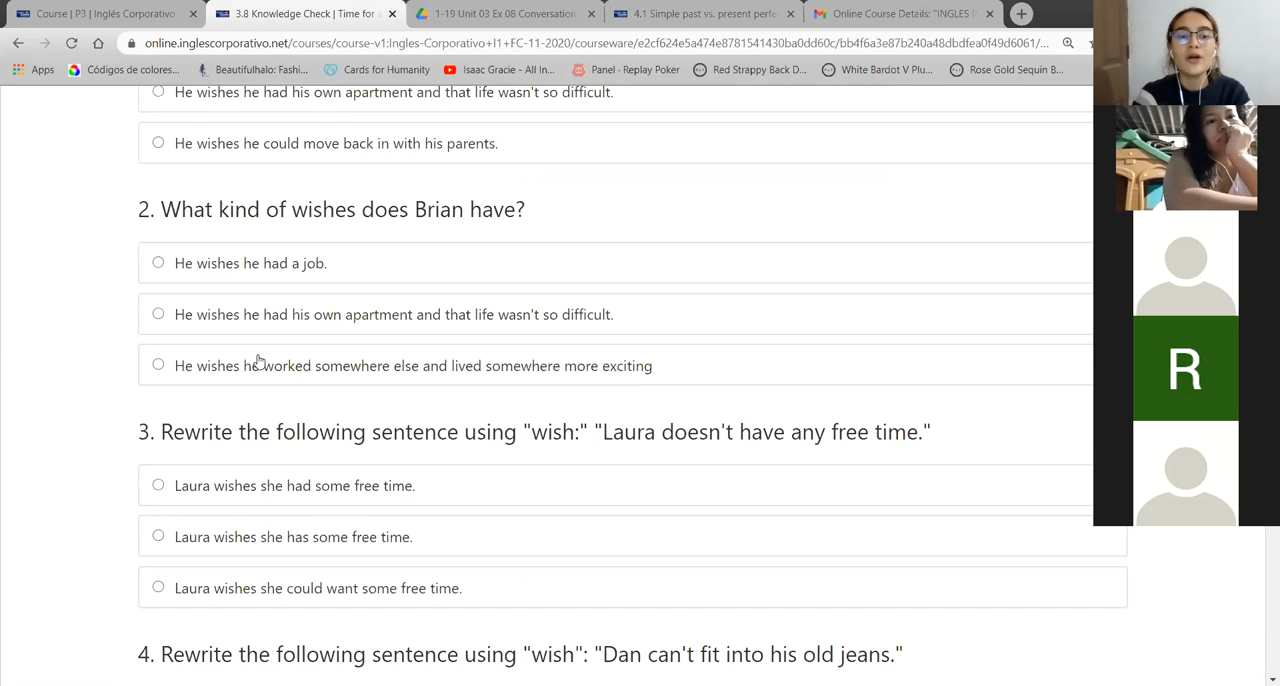 Course | P3 | Inglés Corporativo
3.8 Knowledge Check | Time for a
1-19 Unit 03 Ex 08 Conversation
4.1 Simple past vs. present perfe
Online Course Details: "INGLES I
online.inglescorporativo.net/courses/course-v1:Ingles-Corporativo+I1+FC-11-2020/courseware/e2cf624e5a474e8781541430ba0dd60c/bb4f6a3e87b240a48dbdfea0f49d6061/...
Apps
Códigos de colores...
Beautifulhalo: Fashi...
Cards for Humanity
Isaac Gracie - All In...
Panel · Replay Poker
Red Strappy Back D...
White Bardot V Plu...
Rose Gold Sequin B...
He wishes he had his own apartment and that life wasn't so difficult.
He wishes he could move back in with his parents.
2. What kind of wishes does Brian have?
He wishes he had a job.
He wishes he had his own apartment and that life wasn't so difficult.
He wishes he worked somewhere else and lived somewhere more exciting
3. Rewrite the following sentence using "wish:" "Laura doesn't have any free time."
Laura wishes she had some free time.
Laura wishes she has some free time.
Laura wishes she could want some free time.
4. Rewrite the following sentence using "wish": "Dan can't fit into his old jeans."
R